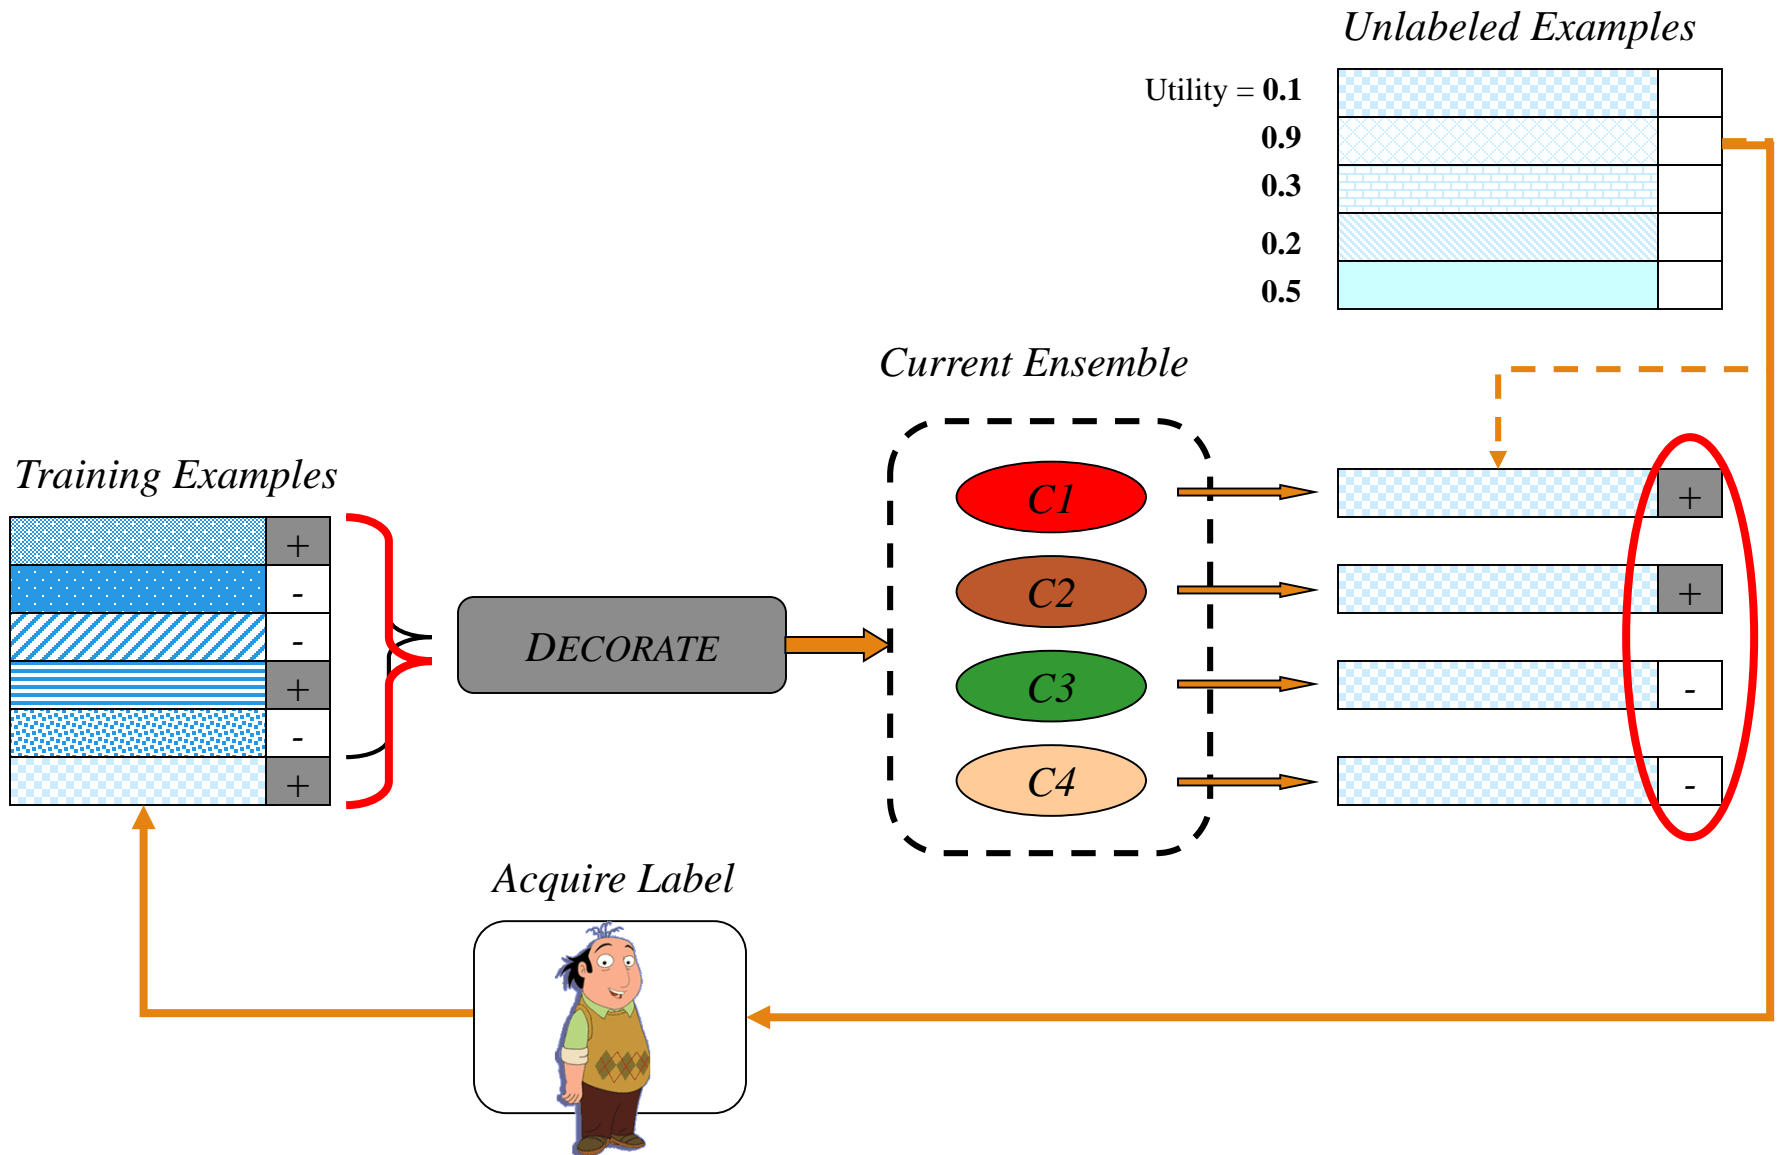 Unlabeled Examples
Utility = 0.1
0.9
0.3
0.2
0.5
Current Ensemble
Training Examples
+
-
-
+
-
+
DECORATE
C1
C2
C3
C4
+
+
-
-
Acquire Label